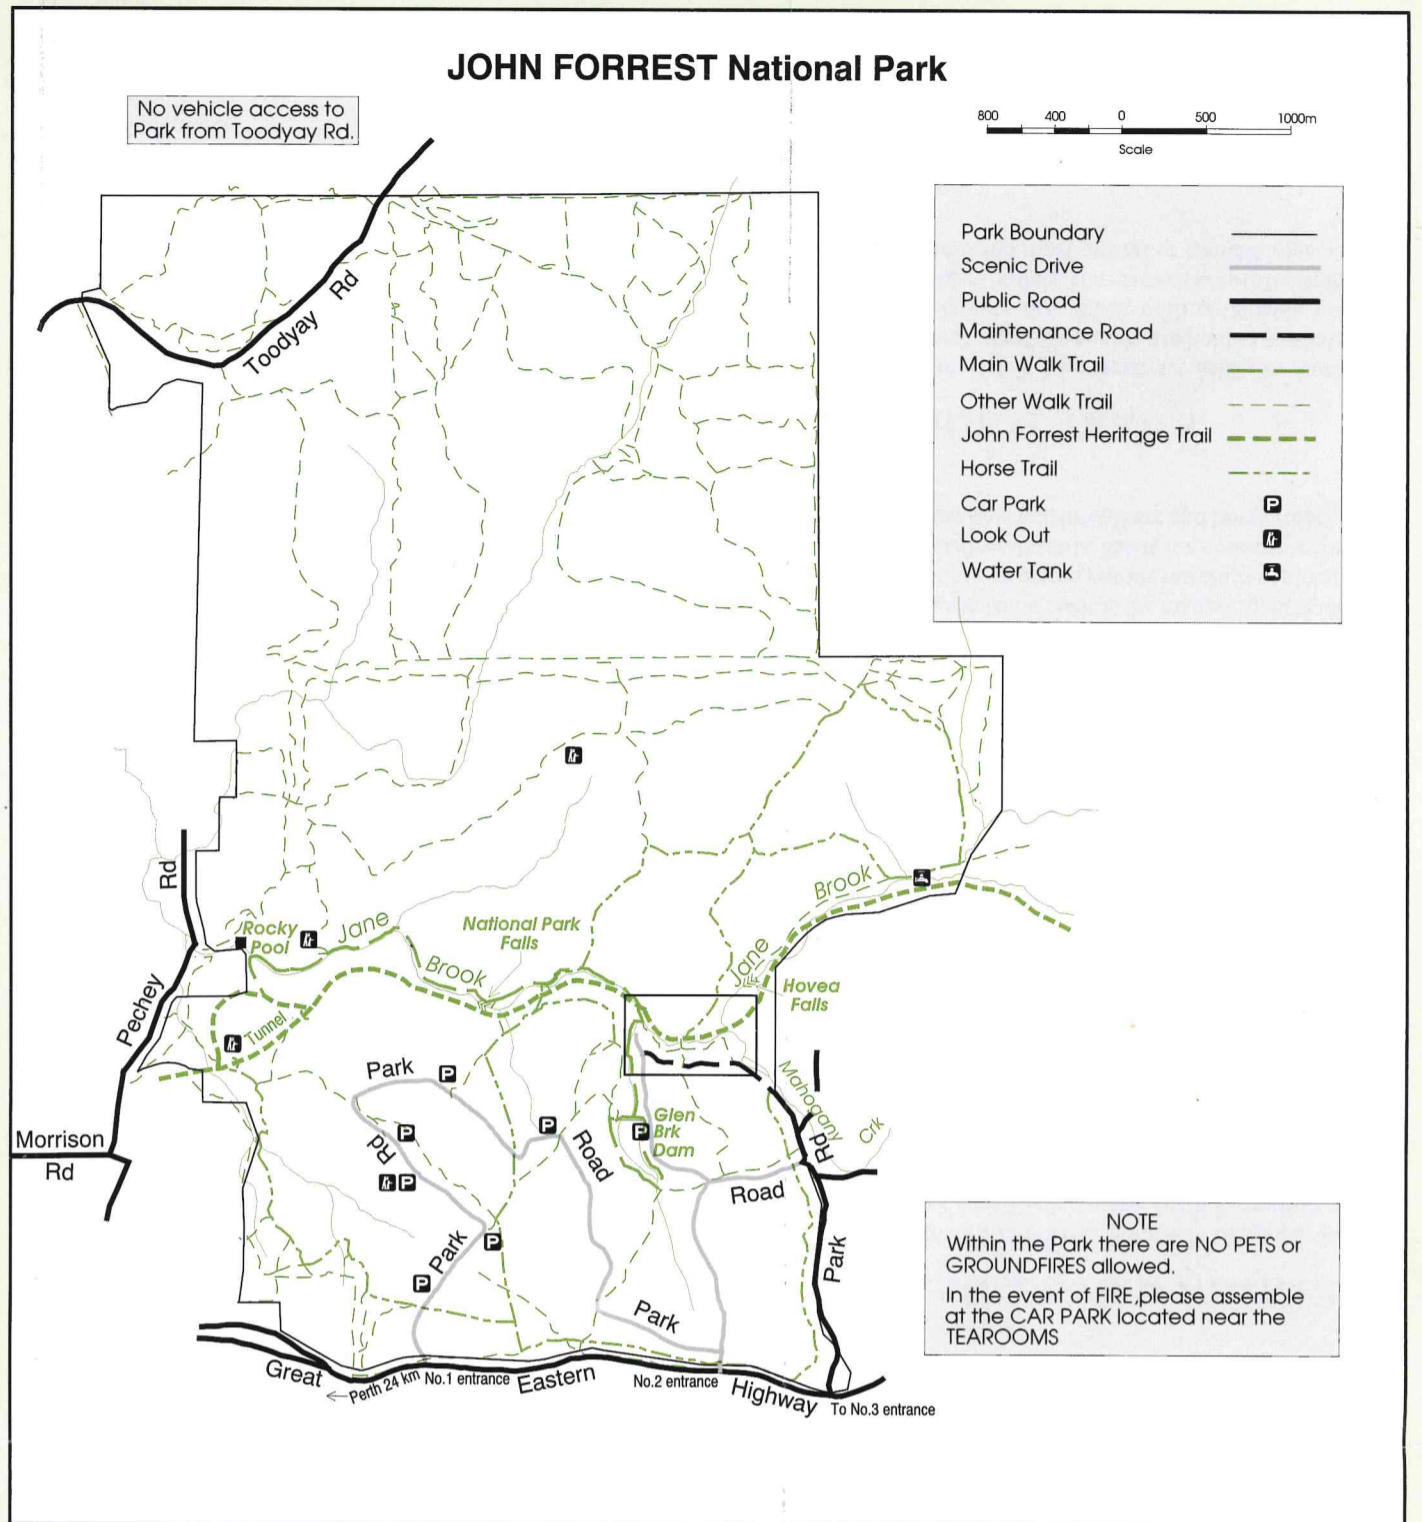 JOHN FORREST National Park
No vehicle access to
Park from Toodyay Rd.
800 400 0 500 1000m
Scale
Park Boundary
Scenic Drive
Public Road
Maintenance Road
Main Walk Trail
Other Walk Trail
John Forrest Heritage Trail
Horse Trail
Car Park P
Look Out
Water Tank
Toodyay Rd
Rd
Pechey
Morrison
Rd
Rocky
Pool
Jane
Brook
National Park
Falls
Brook
Jane
Hovea
Falls
Tunnel
Park
P
P
Rd
P
P
Road
P
Glen
Brk
Dam
Mahogany
Crk
Rd
Road
Park
P
P
Park
Park
NOTE
Within the Park there are NO PETS or
GROUNDFIRES allowed.
In the event of FIRE,please assemble
at the CAR PARK located near the
TEAROOMS
Great Eastern Highway
Perth 24 km
No.1 entrance
No.2 entrance
To No.3 entrance